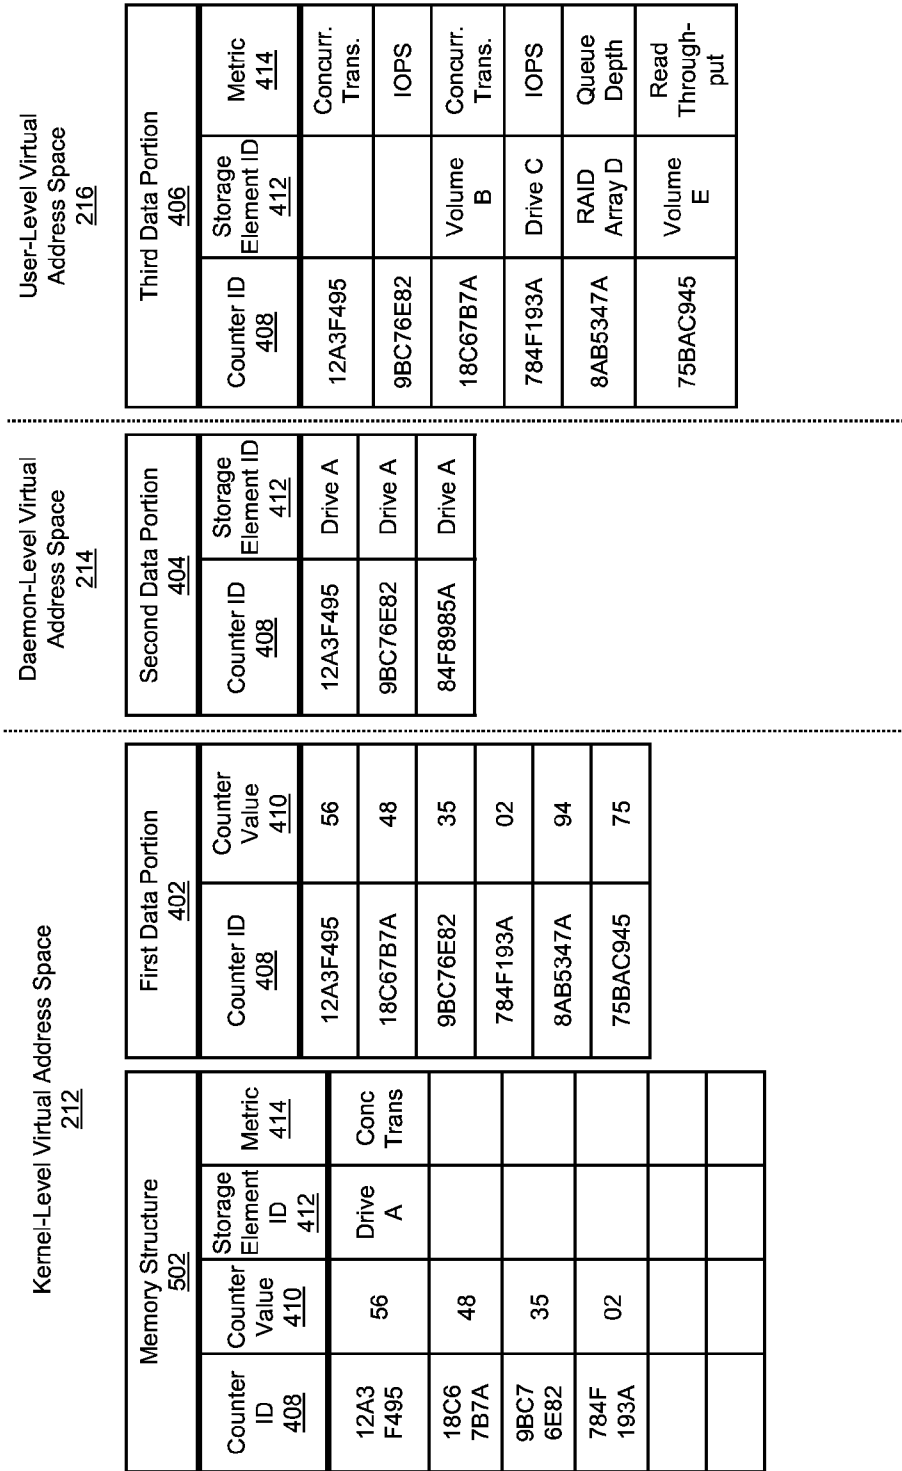 Kernel-Level Virtual Address Space
212
Memory Structure
502
Counter
ID
408
Counter
Value
410
Storage
Element
ID
412
Metric
414
12A3
F495
56
Drive
A
Conc
Trans
18C6
7B7A
48
9BC7
6E82
35
784F
193A
02
First Data Portion
402
Counter ID
408
Counter
Value
410
12A3F495
56
18C67B7A
48
9BC76E82
35
784F193A
02
8AB5347A
94
75BAC945
75
Daemon-Level Virtual
Address Space
214
Second Data Portion
404
Counter ID
408
Storage
Element ID
412
12A3F495
Drive A
9BC76E82
Drive A
84F8985A
Drive A
User-Level Virtual
Address Space
216
Third Data Portion
406
Counter ID
408
Storage
Element ID
412
Metric
414
12A3F495
Concurr.
Trans.
9BC76E82
IOPS
18C67B7A
Volume
B
Concurr.
Trans.
784F193A
Drive C
IOPS
8AB5347A
RAID
Array D
Queue
Depth
75BAC945
Volume
E
Read
Through-
put